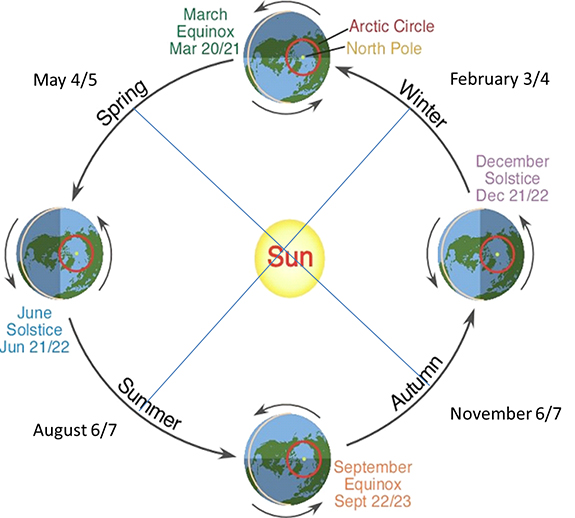 March
Equinox
Mar 20/21
Arctic Circle
North Pole
May 4/5
Spring
Winter
February 3/4
December
Solstice
Dec 21/22
Sun
June
Solstice
Jun 21/22
Summer
Autumn
August 6/7
November 6/7
September
Equinox
Sept 22/23